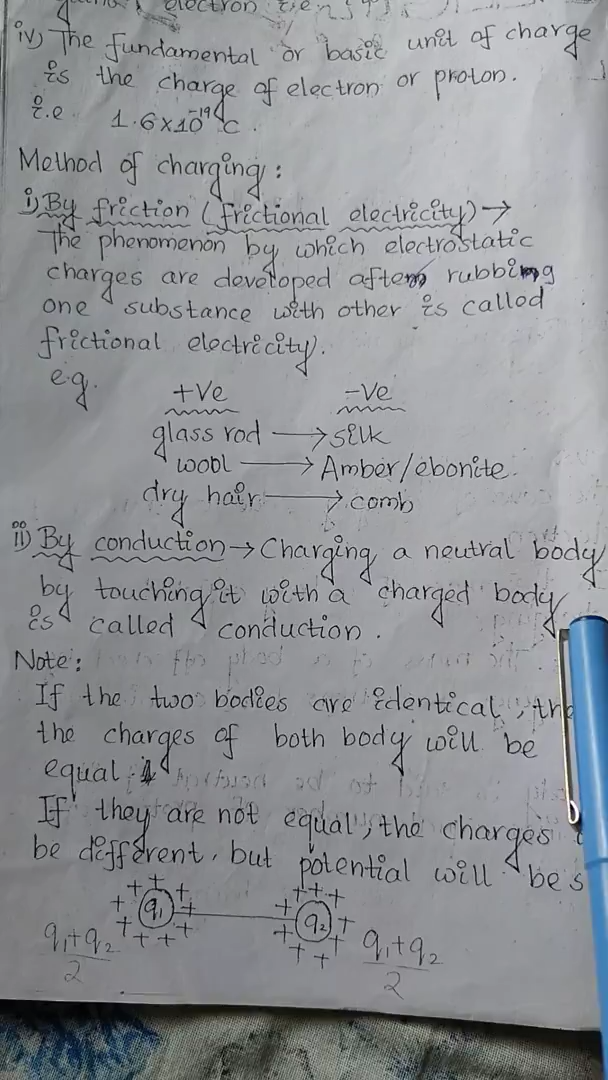 electron
iv) The fundamental or basic unit of charge
is the charge of electron or proton.
i.e 1.6×10⁻¹⁹C.
Method of charging:
i) By friction (frictional electricity) →
The phenomenon by which electrostatic
charges are developed after rubbing
one substance with other is called
frictional electricity).
e.g.
+ve -ve
glass rod → silk
wool → Amber/ebonite.
dry hair → comb
ii) By conduction → Charging a neutral body
by touching it with a charged body
is called conduction.
Note:
If the two bodies are identical, the
the charges of both body will be
equal.
If they are not equal, the charges
be different, but potential will be s
q₁ q₂
(q₁+q₂)/2 (q₁+q₂)/2